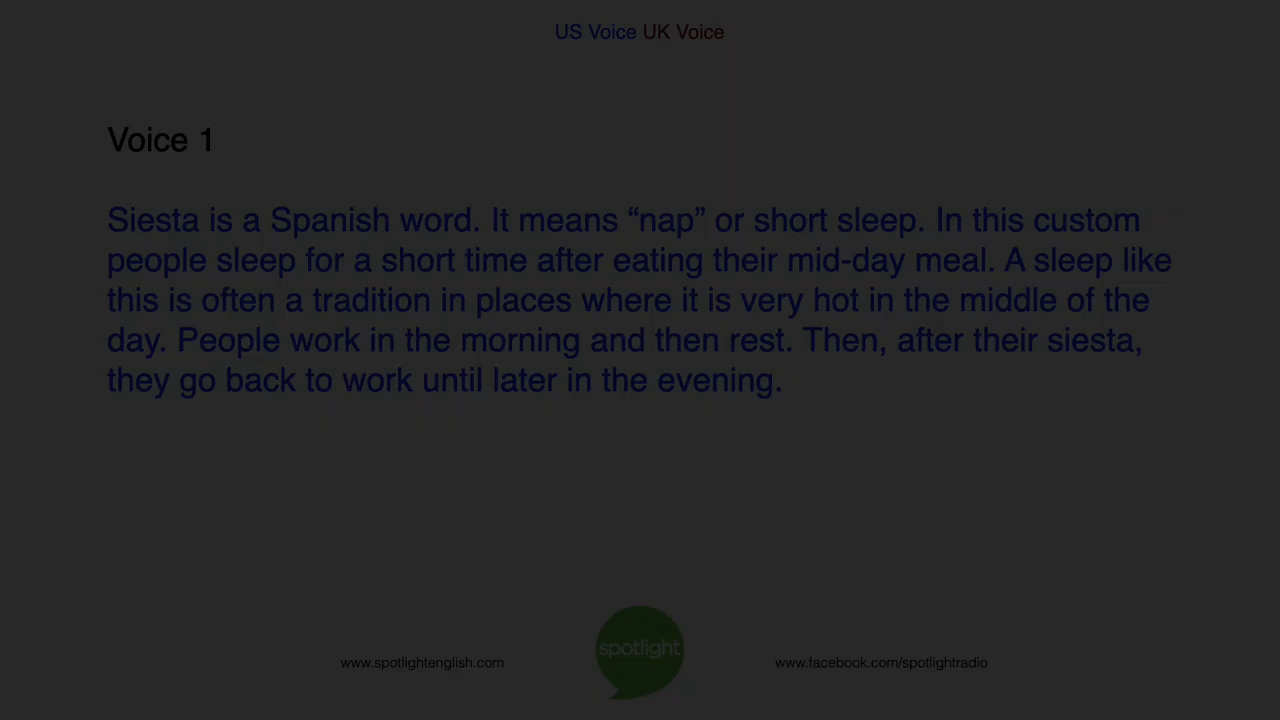 US Voice UK Voice
Voice 1
Siesta is a Spanish word. It means “nap” or short sleep. In this custom
people sleep for a short time after eating their mid-day meal. A sleep like
this is often a tradition in places where it is very hot in the middle of the
day. People work in the morning and then rest. Then, after their siesta,
they go back to work until later in the evening.
spotlight
www.spotlightenglish.com
www.facebook.com/spotlightradio